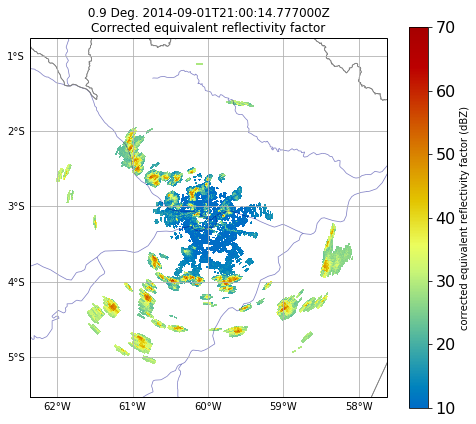 0.9 Deg. 2014-09-01T21:00:14.777000Z
Corrected equivalent reflectivity factor
1°S
2°S
3°S
4°S
5°S
62°W
61°W
60°W
59°W
58°W
70
60
50
40
30
20
10
corrected equivalent reflectivity factor (dBZ)